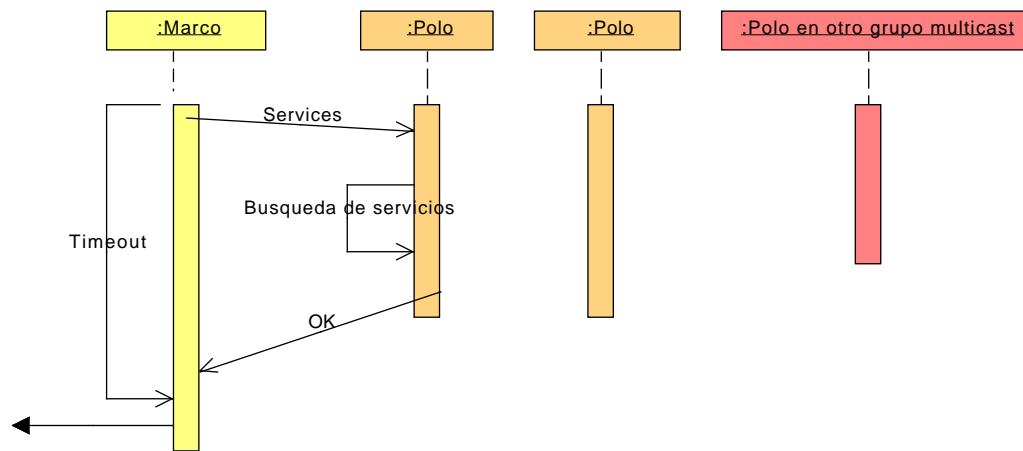 :Marco
:Polo
:Polo
:Polo en otro grupo multicast
Services
Busqueda de servicios
Timeout
OK